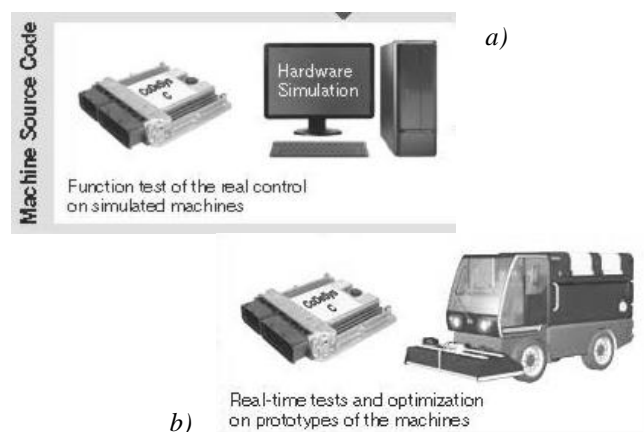 a)
Machine Source Code
CoDeSys
C
Hardware
Simulation
Function test of the real control
on simulated machines
CoDeSys
C
Real-time tests and optimization
on prototypes of the machines
b)